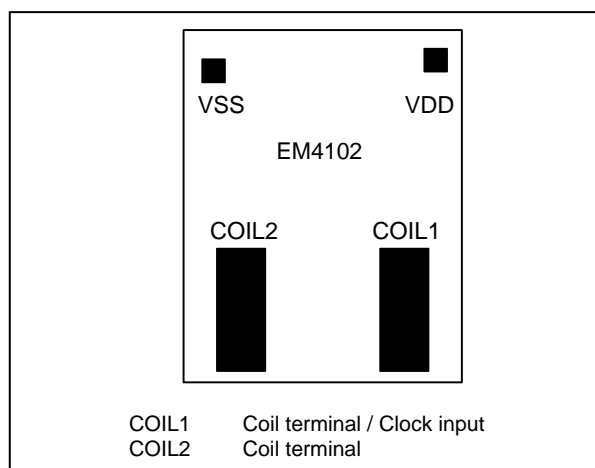 VSS VDD
EM4102
COIL2 COIL1
COIL1 Coil terminal / Clock input
COIL2 Coil terminal